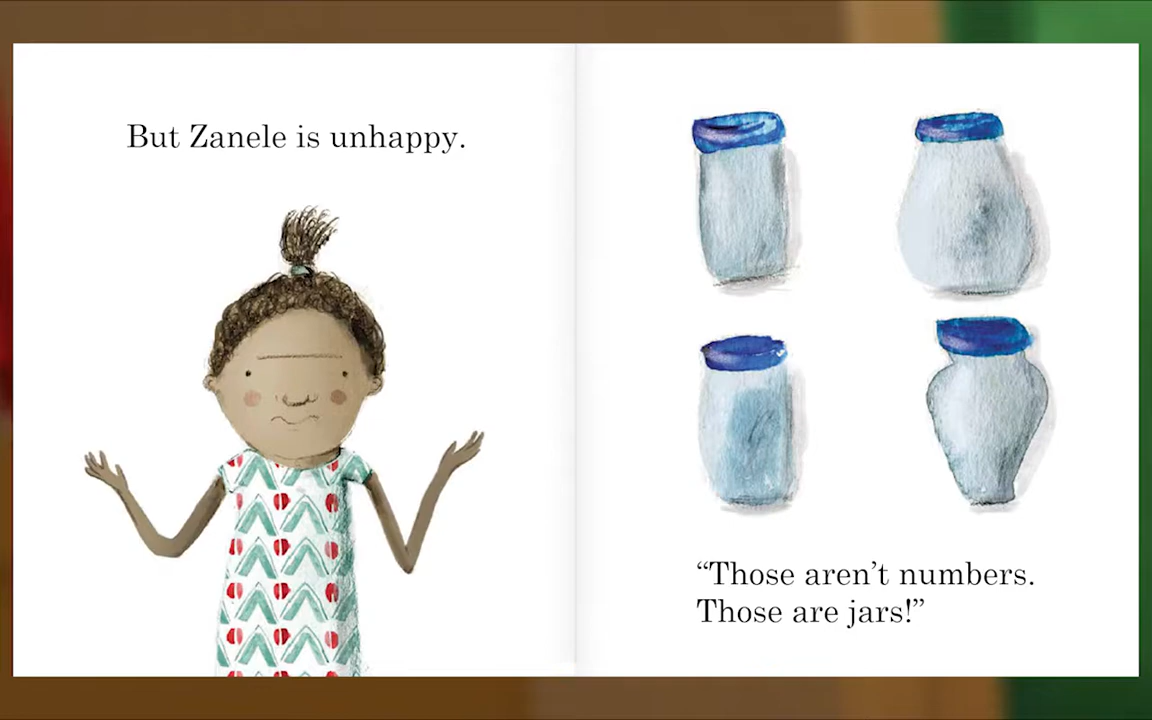 But Zanele is unhappy.
“Those aren’t numbers.
Those are jars!”